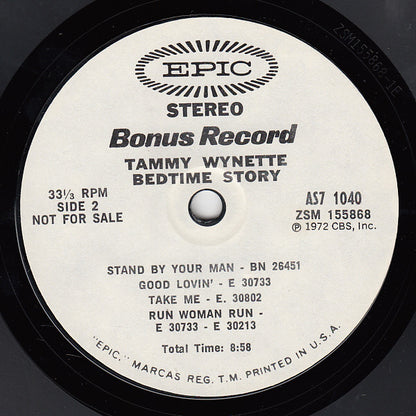 EPIC
STEREO
Bonus Record
TAMMY WYNETTE
BEDTIME STORY
33⅓ RPM
SIDE 2
NOT FOR SALE
AS7 1040
ZSM 155868
℗ 1972 CBS, Inc.
STAND BY YOUR MAN - BN 26451
GOOD LOVIN' - E 30733
TAKE ME - E. 30802
RUN WOMAN RUN -
E 30733 - E 30213
Total Time: 8:58
"EPIC," MARCAS REG. T.M. PRINTED IN U.S.A.
ZSM155868-1E